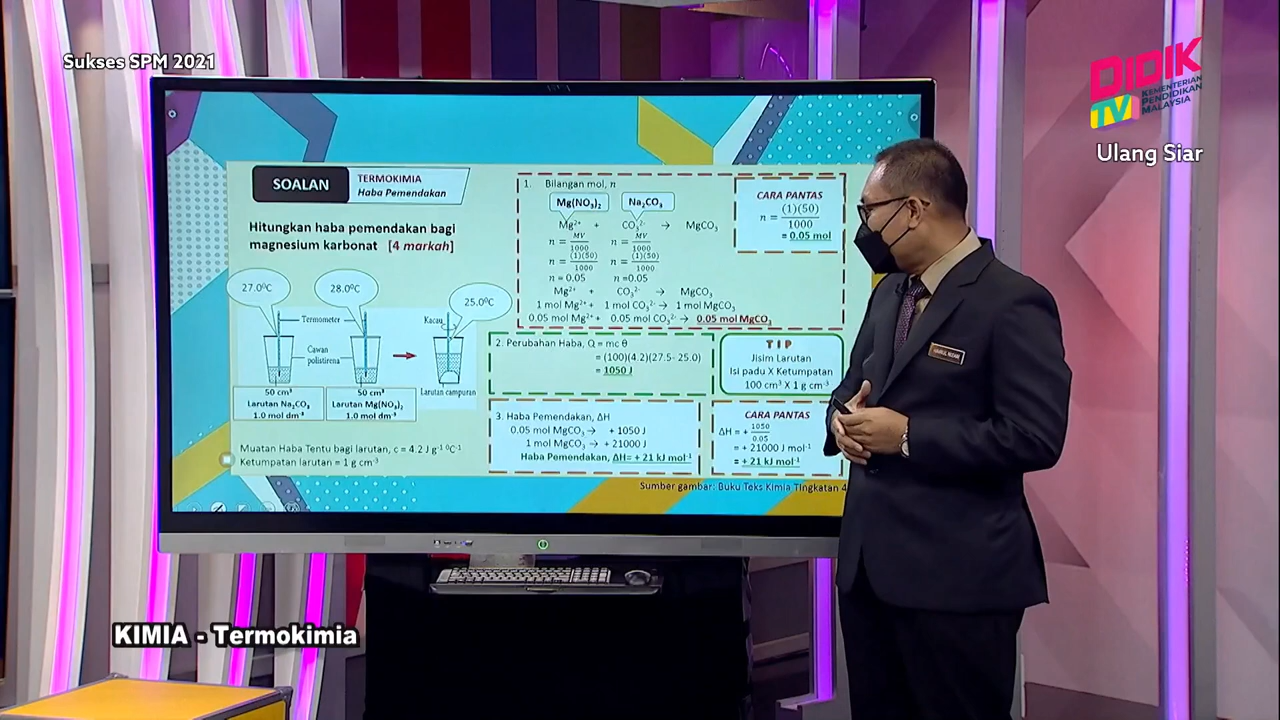 Sukses SPM 2021
DIDIK
TV
KEMENTERIAN
PENDIDIKAN
MALAYSIA
Ulang Siar
SOALAN
TERMOKIMIA
Haba Pemendakan
Hitungkan haba pemendakan bagi
magnesium karbonat [4 markah]
27.0⁰C
28.0⁰C
25.0⁰C
Termometer
Kacau
Cawan
polistirena
Larutan campuran
50 cm³
Larutan Na₂CO₃
1.0 mol dm⁻³
50 cm³
Larutan Mg(NO₃)₂
1.0 mol dm⁻³
Muatan Haba Tentu bagi larutan, c = 4.2 J g⁻¹ ⁰C⁻¹
Ketumpatan larutan = 1 g cm⁻³
1. Bilangan mol, n
Mg(NO₃)₂ Na₂CO₃
Mg²⁺ + CO₃²⁻ → MgCO₃
n = MV/1000 n = MV/1000
n = (1)(50)/1000 n = (1)(50)/1000
n = 0.05 n =0.05
Mg²⁺ + CO₃²⁻ → MgCO₃
1 mol Mg²⁺ + 1 mol CO₃²⁻ → 1 mol MgCO₃
0.05 mol Mg²⁺ + 0.05 mol CO₃²⁻ → 0.05 mol MgCO₃
CARA PANTAS
n = (1)(50)/1000
= 0.05 mol
2. Perubahan Haba, Q = mc θ
= (100)(4.2)(27.5- 25.0)
= 1050 J
TIP
Jisim Larutan
Isi padu X Ketumpatan
100 cm³ X 1 g cm⁻³
3. Haba Pemendakan, ΔH
0.05 mol MgCO₃ → + 1050 J
1 mol MgCO₃ → + 21000 J
Haba Pemendakan, ΔH= + 21 kJ mol⁻¹
CARA PANTAS
ΔH = + 1050/0.05
= + 21000 J mol⁻¹
= + 21 kJ mol⁻¹
Sumber gambar: Buku Teks Kimia Tingkatan 4
KIMIA - Termokimia